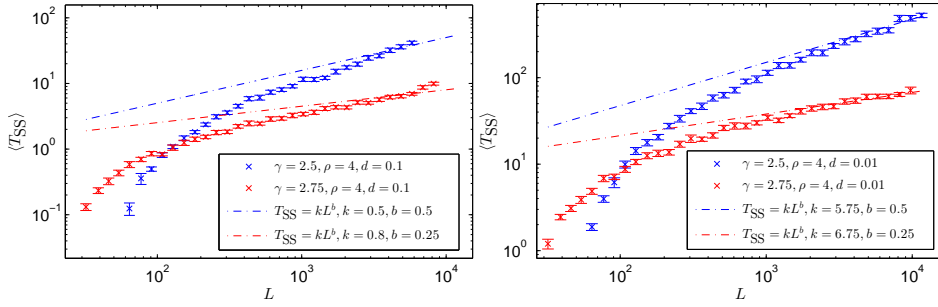 10²
10¹
10⁰
10⁻¹
⟨T_SS⟩
10²
10³
10⁴
L
γ = 2.5, ρ = 4, d = 0.1
γ = 2.75, ρ = 4, d = 0.1
T_SS = kL^b, k = 0.5, b = 0.5
T_SS = kL^b, k = 0.8, b = 0.25
10²
10¹
10⁰
⟨T_SS⟩
10²
10³
10⁴
L
γ = 2.5, ρ = 4, d = 0.01
γ = 2.75, ρ = 4, d = 0.01
T_SS = kL^b, k = 5.75, b = 0.5
T_SS = kL^b, k = 6.75, b = 0.25